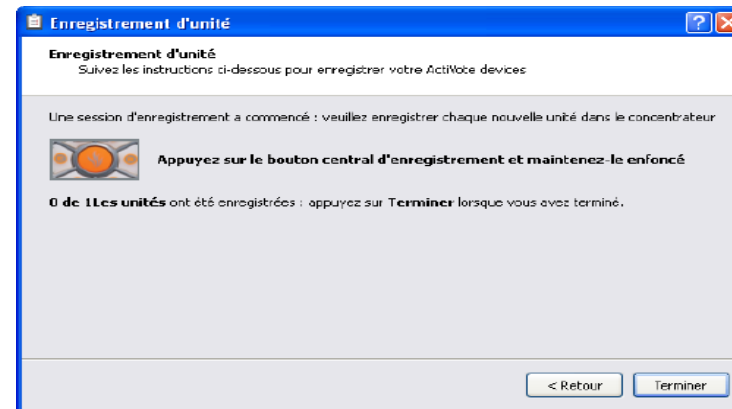 Enregistrement d'unité
Enregistrement d'unité
Suivez les instructions ci-dessous pour enregistrer votre ActiVote devices
Une session d'enregistrement a commencé : veuillez enregistrer chaque nouvelle unité dans le concentrateur
Appuyez sur le bouton central d'enregistrement et maintenez-le enfoncé
0 de 1Les unités ont été enregistrées : appuyez sur Terminer lorsque vous avez terminé.
< Retour Terminer